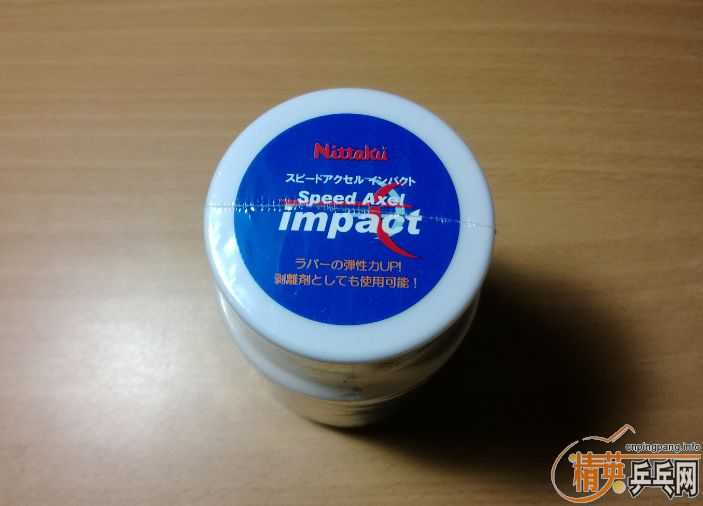 Nittaku
スピードアクセル インパクト
Speed Axel
impact
ラバーの弾性力UP!
剥離剤としても使用可能！
cnpingpang.info
精英乒乓网